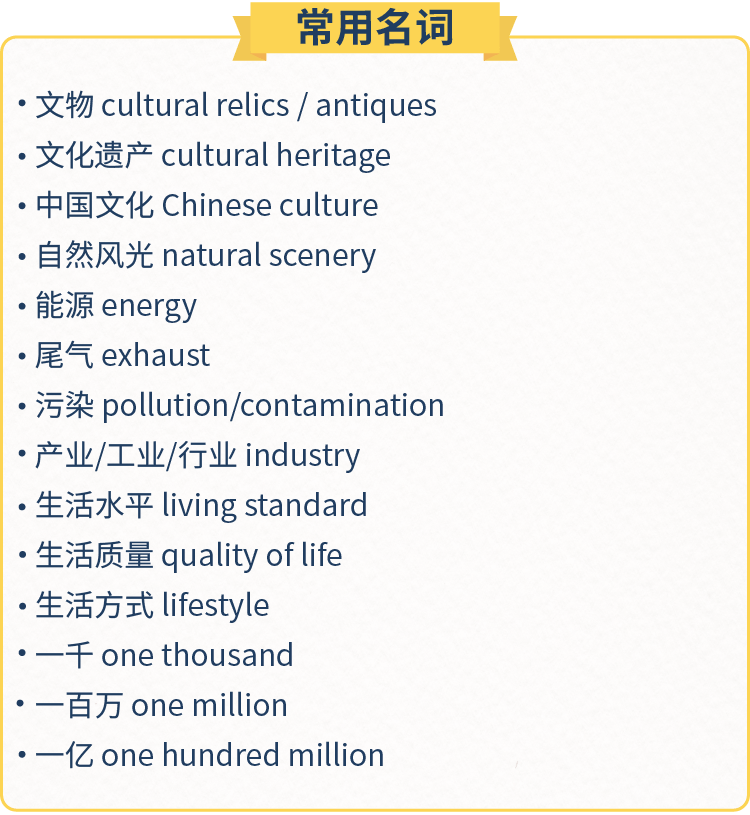 常用名词
• 文物 cultural relics / antiques
• 文化遗产 cultural heritage
• 中国文化 Chinese culture
• 自然风光 natural scenery
• 能源 energy
• 尾气 exhaust
• 污染 pollution/contamination
• 产业/工业/行业 industry
• 生活水平 living standard
• 生活质量 quality of life
• 生活方式 lifestyle
• 一千 one thousand
• 一百万 one million
• 一亿 one hundred million